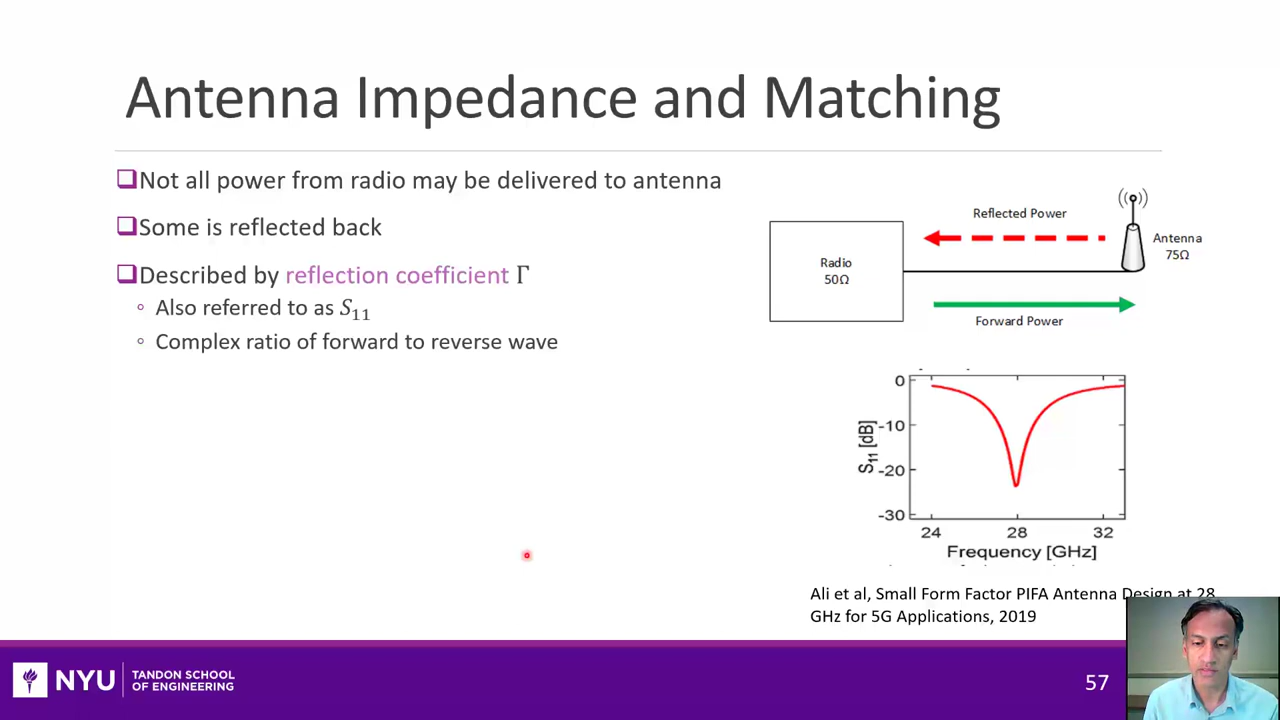 Antenna Impedance and Matching
Not all power from radio may be delivered to antenna
Some is reflected back
Described by reflection coefficient Γ
Also referred to as S₁₁
Complex ratio of forward to reverse wave
Reflected Power
Radio
50Ω
Antenna
75Ω
Forward Power
0
-10
-20
-30
S₁₁ [dB]
24 28 32
Frequency [GHz]
Ali et al, Small Form Factor PIFA Antenna Design at 28
GHz for 5G Applications, 2019
NYU
TANDON SCHOOL
OF ENGINEERING
57